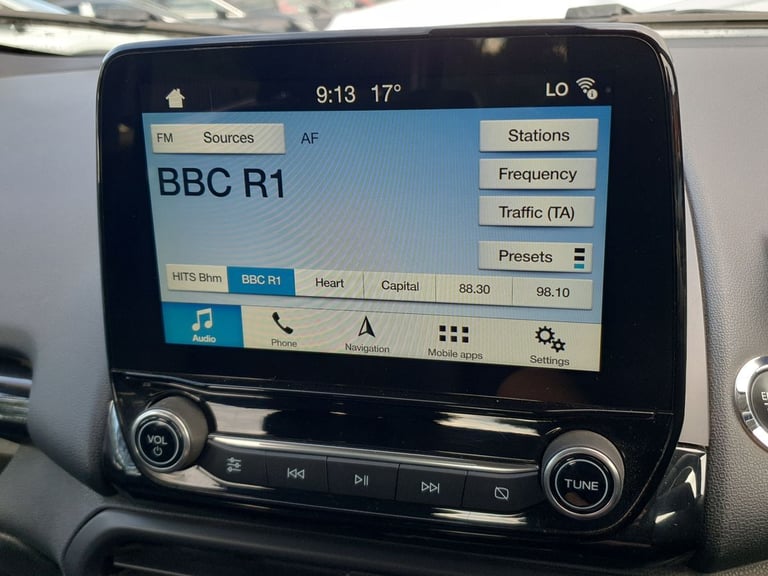 9:13 17° LO
FM Sources AF Stations
BBC R1
Frequency
Traffic (TA)
Presets
HITS Bhm BBC R1 Heart Capital 88.30 98.10
Audio Phone Navigation Mobile apps Settings
VOL
TUNE